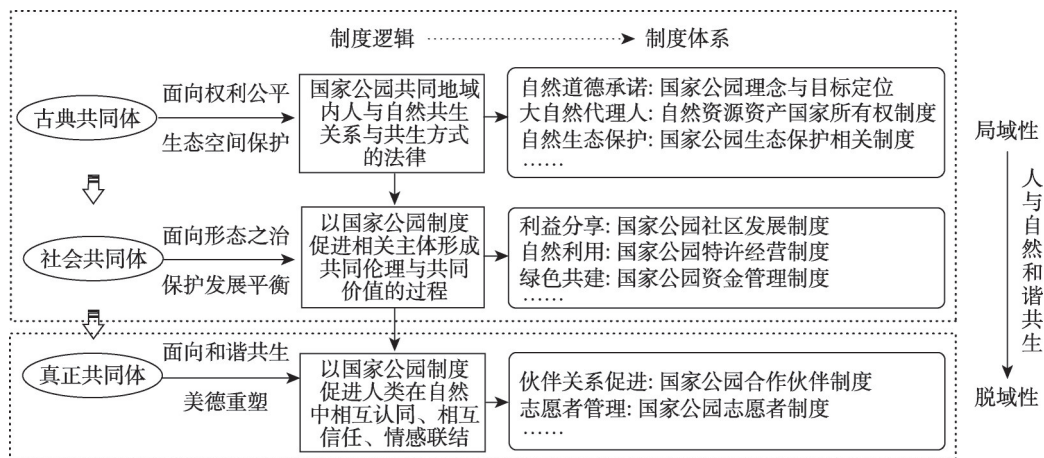 制度逻辑 制度体系
古典共同体
面向权利公平
生态空间保护
国家公园共同地域
内人与自然共生
关系与共生方式
的法律
自然道德承诺: 国家公园理念与目标定位
大自然代理人: 自然资源资产国家所有权制度
自然生态保护: 国家公园生态保护相关制度
……
社会共同体
面向形态之治
保护发展平衡
以国家公园制度
促进相关主体形成
共同伦理与共同
价值的过程
利益分享: 国家公园社区发展制度
自然利用: 国家公园特许经营制度
绿色共建: 国家公园资金管理制度
……
真正共同体
面向和谐共生
美德重塑
以国家公园制度
促进人类在自然
中相互认同、相互
信任、情感联结
伙伴关系促进: 国家公园合作伙伴制度
志愿者管理: 国家公园志愿者制度
……
局域性
人与自然和谐共生
脱域性